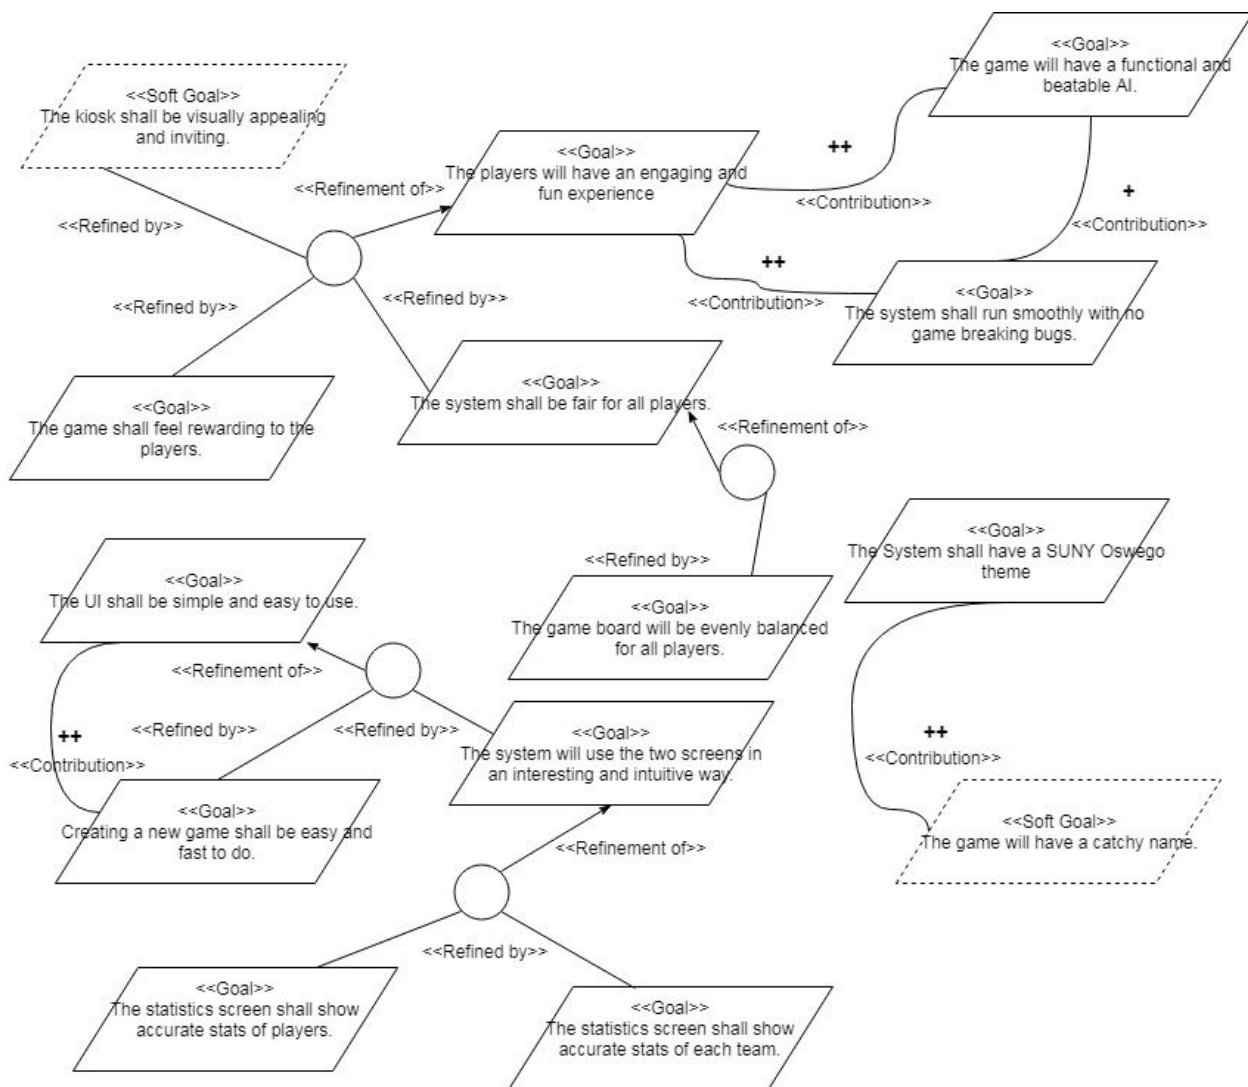 <<Goal>>
The game will have a functional and
beatable AI.
<<Soft Goal>>
The kiosk shall be visually appealing
and inviting.
<<Goal>>
The players will have an engaging and
fun experience
++
<<Contribution>>
<<Refinement of>>
+
<<Contribution>>
<<Refined by>>
++
<<Contribution>>
<<Goal>>
The system shall run smoothly with no
game breaking bugs.
<<Refined by>>
<<Refined by>>
<<Goal>>
The system shall be fair for all players.
<<Goal>>
The game shall feel rewarding to the
players.
<<Refinement of>>
<<Goal>>
The System shall have a SUNY Oswego
theme
<<Refined by>>
<<Goal>>
The UI shall be simple and easy to use.
<<Goal>>
The game board will be evenly balanced
for all players.
<<Refinement of>>
<<Refined by>>
<<Refined by>>
++
<<Contribution>>
<<Goal>>
The system will use the two screens in
an interesting and intuitive way.
++
<<Contribution>>
<<Goal>>
Creating a new game shall be easy and
fast to do.
<<Soft Goal>>
The game will have a catchy name.
<<Refinement of>>
<<Refined by>>
<<Goal>>
The statistics screen shall show
accurate stats of players.
<<Goal>>
The statistics screen shall show
accurate stats of each team.